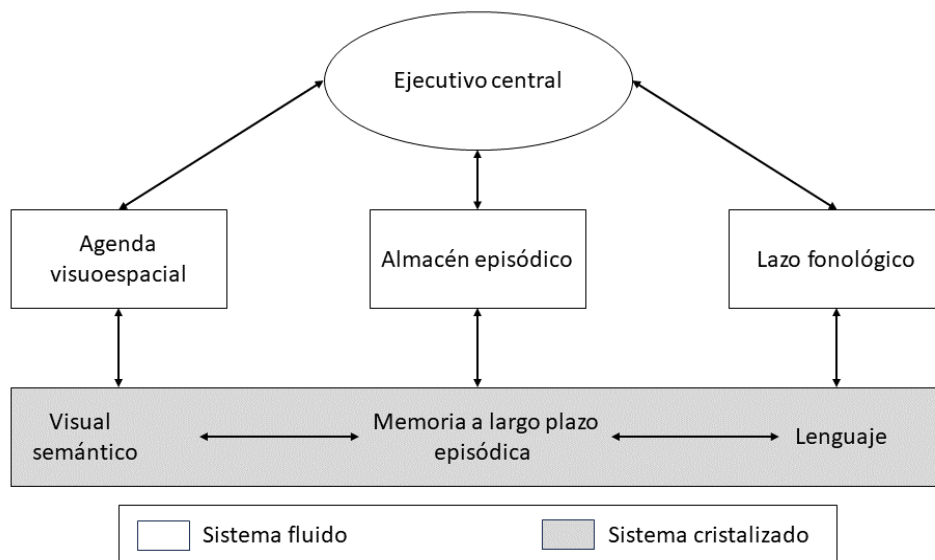 Ejecutivo central
Agenda
visuoespacial
Almacén episódico
Lazo fonológico
Visual
semántico
Memoria a largo plazo
episódica
Lenguaje
Sistema fluido
Sistema cristalizado